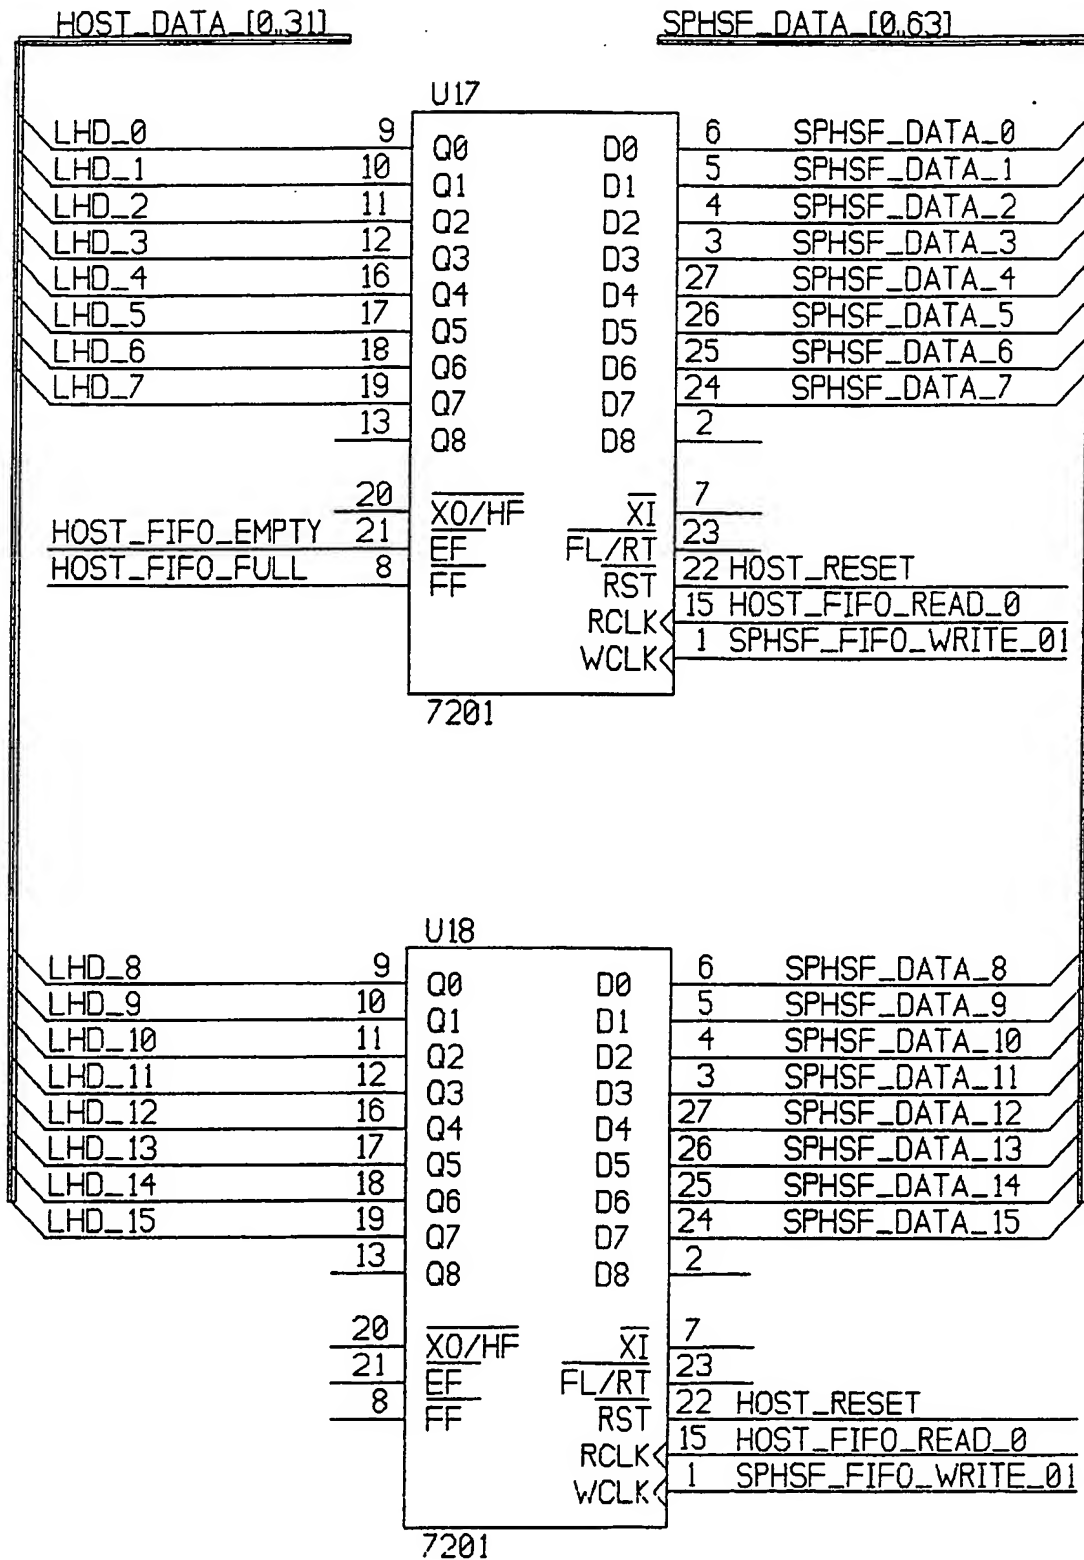 HOST_DATA_[0..31] SPHSF_DATA_[0..63]
U17
LHD_0 9 Q0 D0 6 SPHSF_DATA_0
LHD_1 10 Q1 D1 5 SPHSF_DATA_1
LHD_2 11 Q2 D2 4 SPHSF_DATA_2
LHD_3 12 Q3 D3 3 SPHSF_DATA_3
LHD_4 16 Q4 D4 27 SPHSF_DATA_4
LHD_5 17 Q5 D5 26 SPHSF_DATA_5
LHD_6 18 Q6 D6 25 SPHSF_DATA_6
LHD_7 19 Q7 D7 24 SPHSF_DATA_7
13 Q8 D8 2
20 XO/HF XI 7
HOST_FIFO_EMPTY 21 EF FL/RT 23
HOST_FIFO_FULL 8 FF RST 22 HOST_RESET
RCLK 15 HOST_FIFO_READ_0
WCLK 1 SPHSF_FIFO_WRITE_01
7201
U18
LHD_8 9 Q0 D0 6 SPHSF_DATA_8
LHD_9 10 Q1 D1 5 SPHSF_DATA_9
LHD_10 11 Q2 D2 4 SPHSF_DATA_10
LHD_11 12 Q3 D3 3 SPHSF_DATA_11
LHD_12 16 Q4 D4 27 SPHSF_DATA_12
LHD_13 17 Q5 D5 26 SPHSF_DATA_13
LHD_14 18 Q6 D6 25 SPHSF_DATA_14
LHD_15 19 Q7 D7 24 SPHSF_DATA_15
13 Q8 D8 2
20 XO/HF XI 7
21 EF FL/RT 23
8 FF RST 22 HOST_RESET
RCLK 15 HOST_FIFO_READ_0
WCLK 1 SPHSF_FIFO_WRITE_01
7201